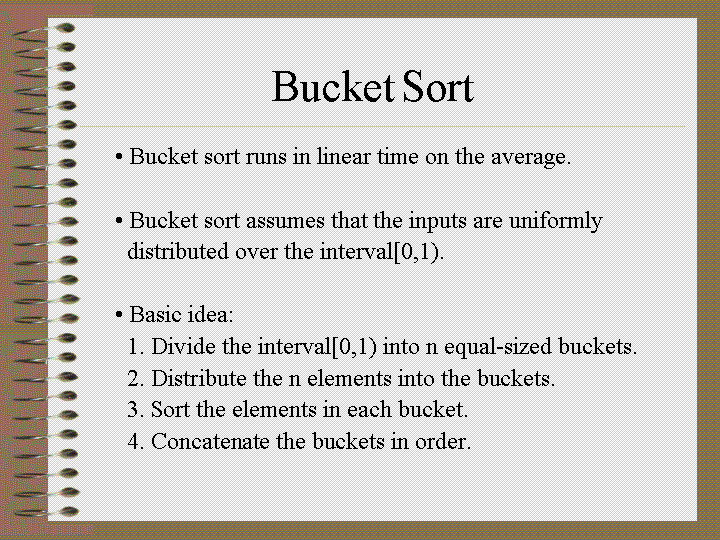 Bucket Sort
• Bucket sort runs in linear time on the average.
• Bucket sort assumes that the inputs are uniformly
distributed over the interval[0,1).
• Basic idea:
1. Divide the interval[0,1) into n equal-sized buckets.
2. Distribute the n elements into the buckets.
3. Sort the elements in each bucket.
4. Concatenate the buckets in order.